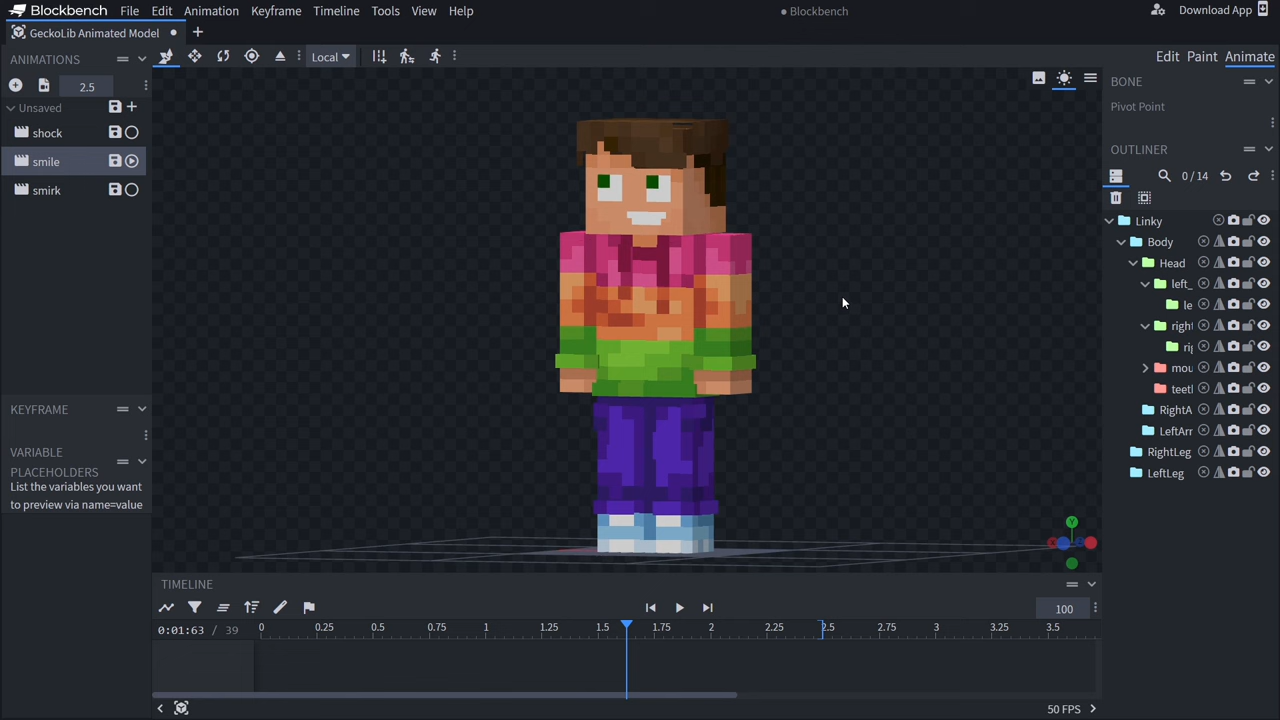 Blockbench File Edit Animation Keyframe Timeline Tools View Help
Blockbench
Download App
GeckoLib Animated Model
ANIMATIONS
2.5
Unsaved
shock
smile
smirk
KEYFRAME
VARIABLE
PLACEHOLDERS
List the variables you want
to preview via name=value
Local
Edit Paint Animate
BONE
Pivot Point
OUTLINER
0/14
Linky
Body
Head
left_
le
right
rig
mou
teetl
RightA
LeftArr
RightLeg
LeftLeg
Y
TIMELINE
100
0:01:63 / 39
0 0.25 0.5 0.75 1 1.25 1.5 1.75 2 2.25 2.5 2.75 3 3.25 3.5
50 FPS